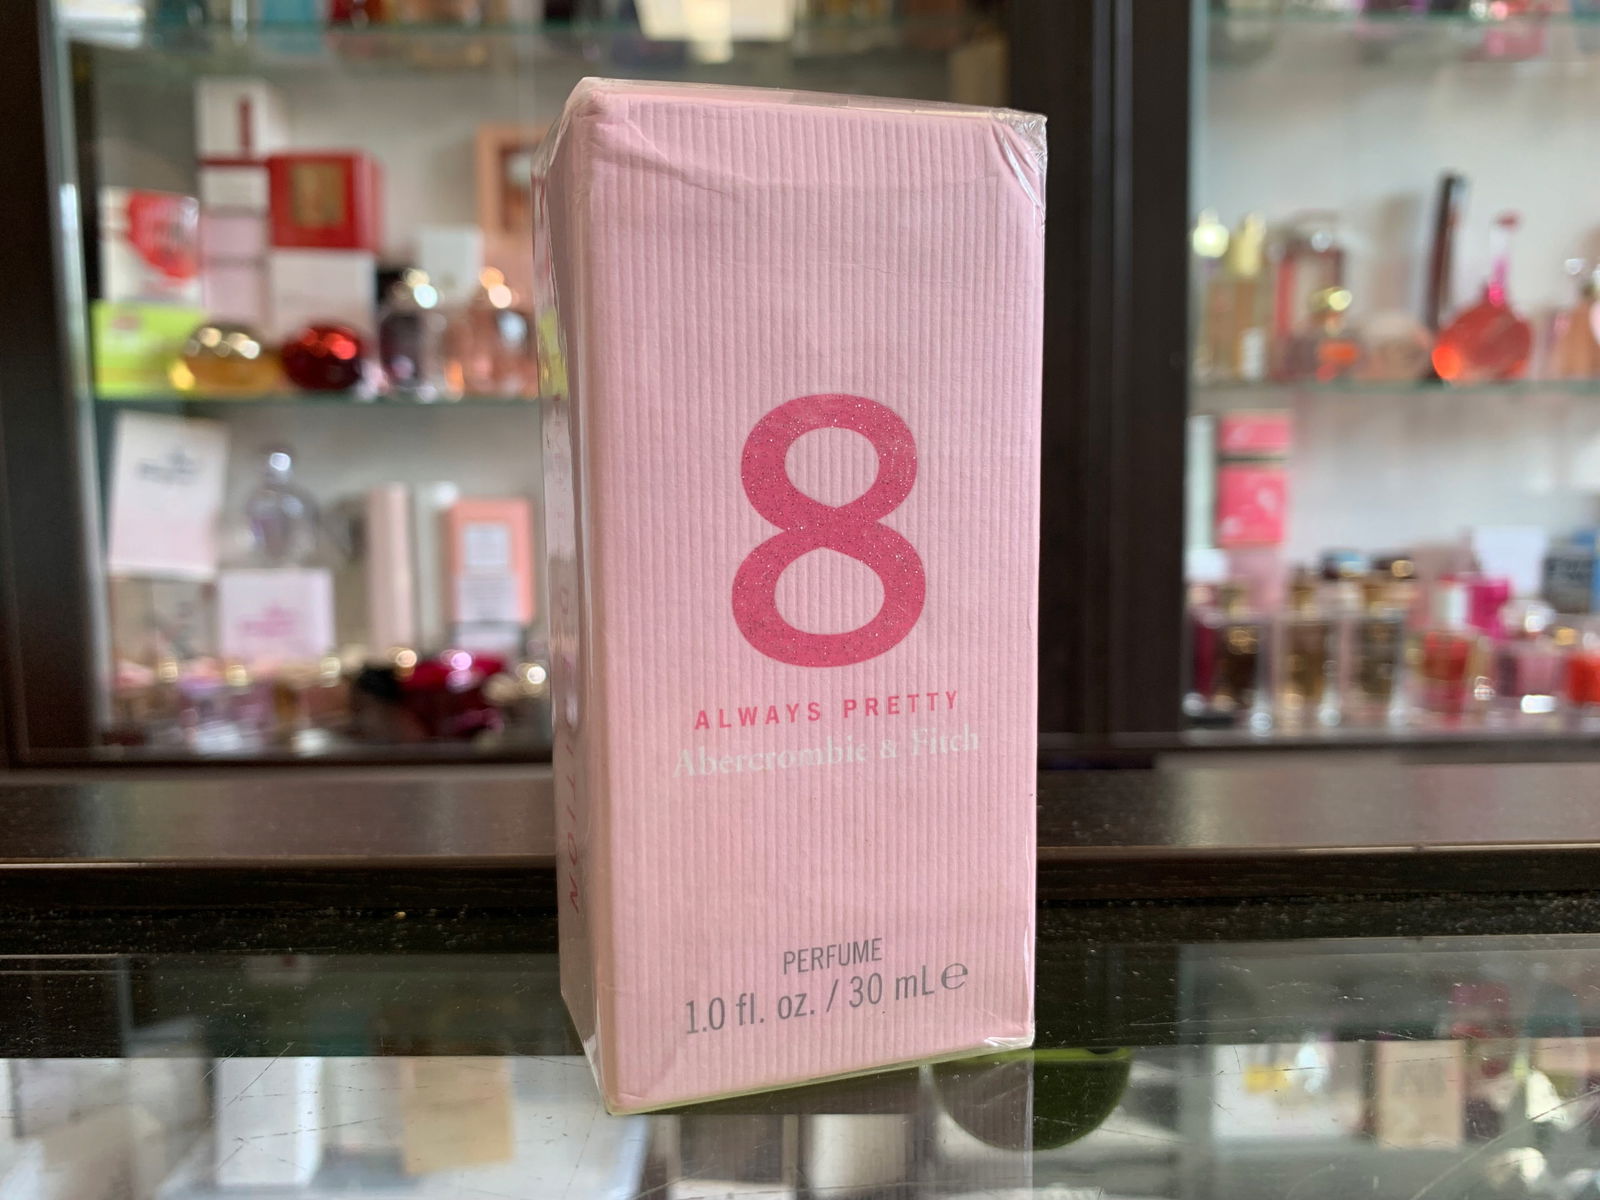 8
ALWAYS PRETTY
Abercrombie & Fitch
PERFUME
1.0 fl. oz. / 30 mL ℮